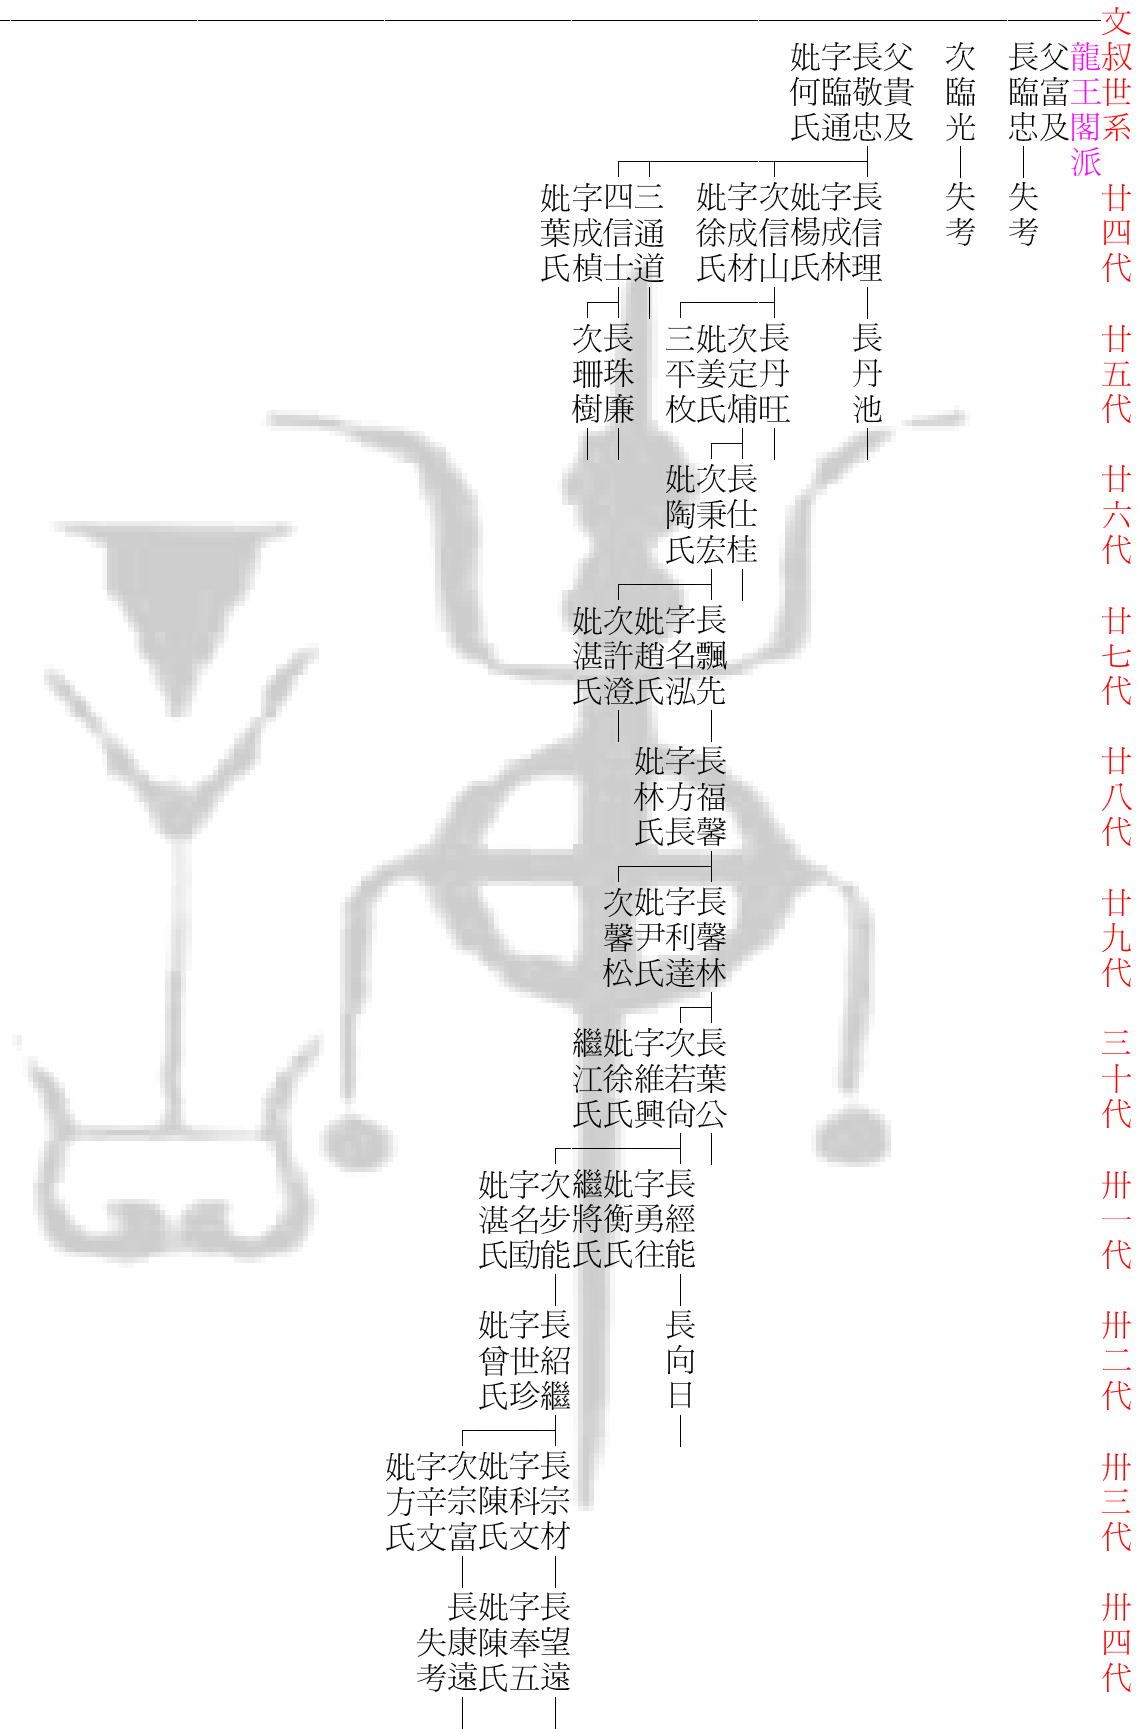 文叔世系
龍王閣派
父富及
長臨忠
次臨光
父貴及
長敬忠
字臨通
妣何氏
廿四代
失考
失考
長信理
字成林
妣楊氏
次信山
字成材
妣徐氏
三通道
四信士
字成楨
妣葉氏
廿五代
長丹池
長丹旺
次定烳
妣姜氏
三平枚
長珠廉
次珊樹
廿六代
長仕桂
次秉宏
妣陶氏
廿七代
長飄先
字名泓
妣趙氏
次許澄
妣湛氏
廿八代
長福馨
字方長
妣林氏
廿九代
長馨林
字利達
妣尹氏
次馨松
三十代
長葉公
次若尙
字維興
妣徐氏
繼江氏
卅一代
長經能
字勇往
妣衡氏
繼將氏
次步能
字名勖
妣湛氏
卅二代
長向日
長紹繼
字世珍
妣曾氏
卅三代
長宗材
字科文
妣陳氏
次宗富
字辛文
妣方氏
卅四代
長望遠
字奉五
妣陳氏
長康遠
失考